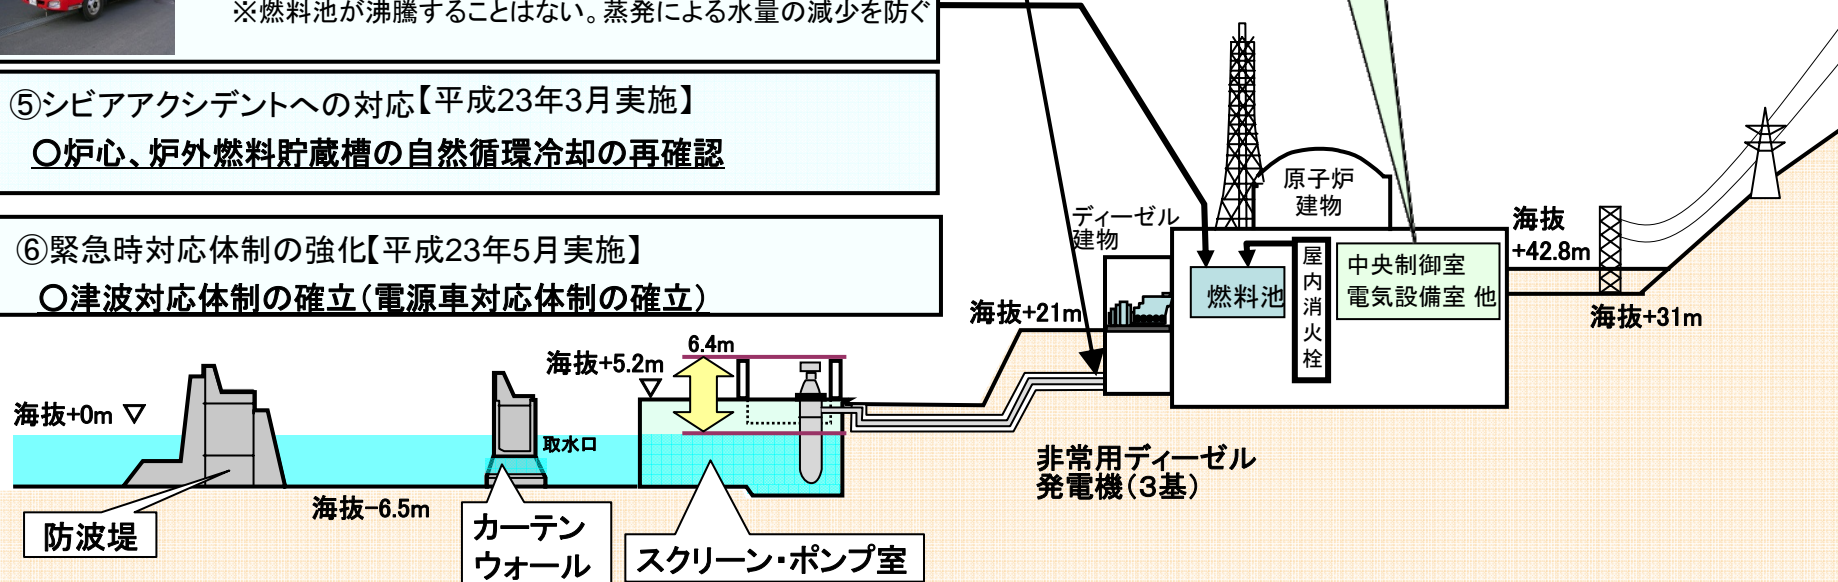 ※燃料池が沸騰することはない。蒸発による水量の減少を防ぐ
⑤シビアアクシデントへの対応【平成23年3月実施】
○炉心、炉外燃料貯蔵槽の自然循環冷却の再確認
⑥緊急時対応体制の強化【平成23年5月実施】
○津波対応体制の確立（電源車対応体制の確立）
原子炉
建物
ディーゼル
建物
燃料池
屋内消火栓
中央制御室
電気設備室 他
海抜
+42.8m
海抜+31m
海抜+21m
6.4m
海抜+5.2m
海抜+0m
取水口
海抜-6.5m
非常用ディーゼル
発電機（3基）
防波堤
カーテン
ウォール
スクリーン・ポンプ室